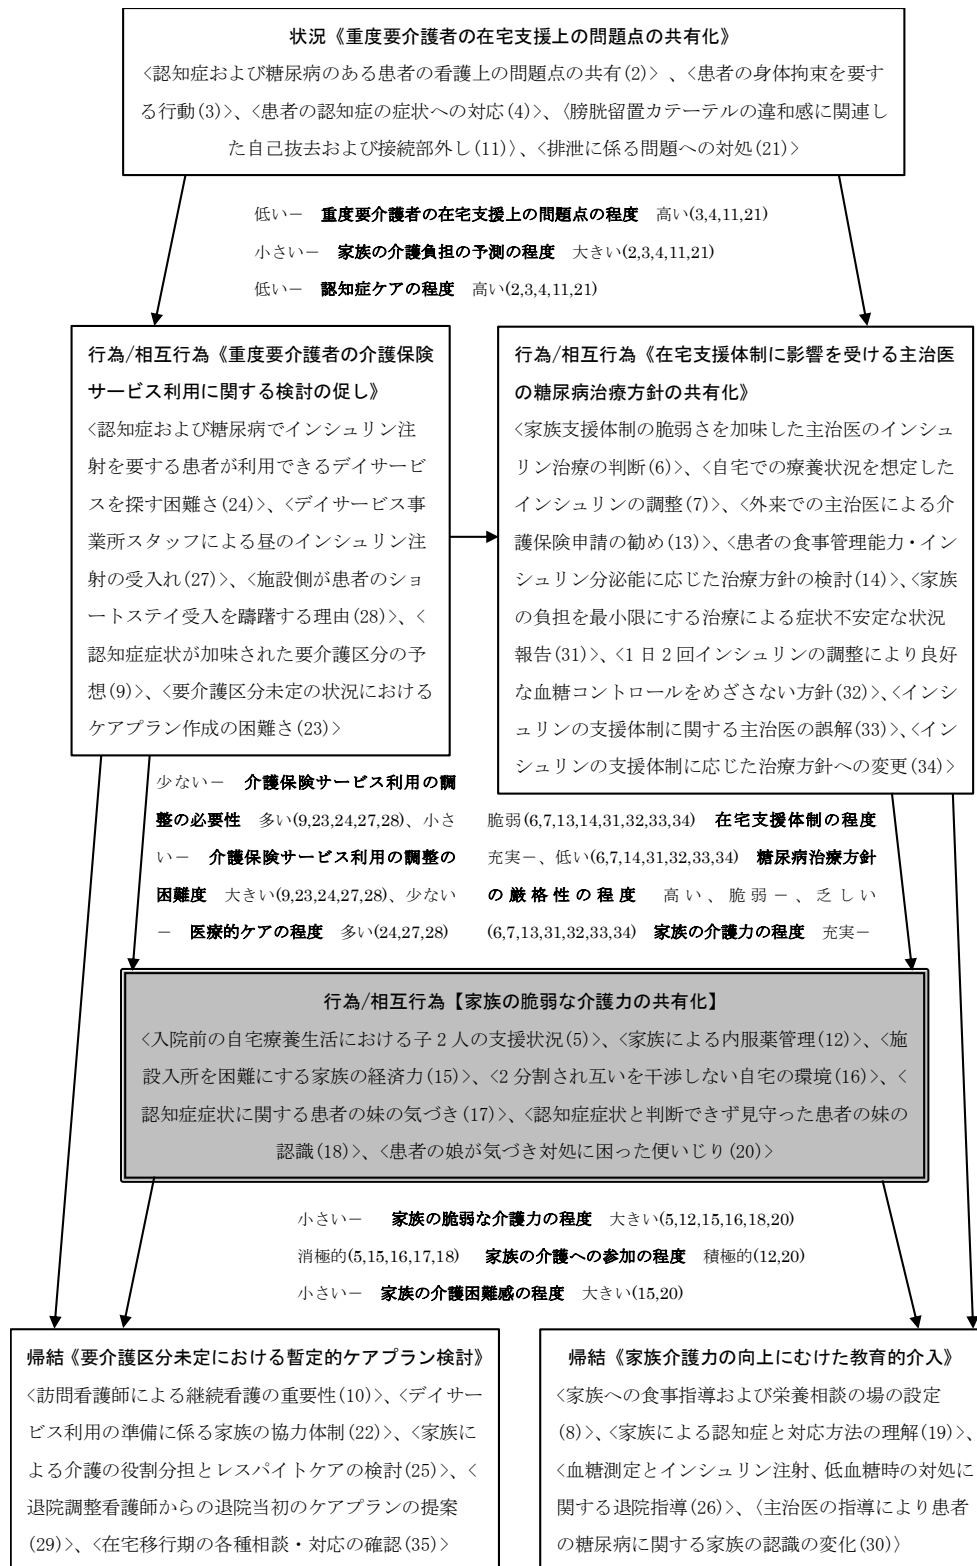 状況《重度要介護者の在宅支援上の問題点の共有化》
<認知症および糖尿病のある患者の看護上の問題点の共有(2)> 、<患者の身体拘束を要す
る行動(3)>、<患者の認知症の症状への対応(4)>、〈膀胱留置カテーテルの違和感に関連し
た自己抜去および接続部外し(11)〉、<排泄に係る問題への対処(21)>
低い－ 重度要介護者の在宅支援上の問題点の程度 高い(3,4,11,21)
小さい－ 家族の介護負担の予測の程度 大きい(2,3,4,11,21)
低い－ 認知症ケアの程度 高い(2,3,4,11,21)
行為/相互行為《重度要介護者の介護保険
サービス利用に関する検討の促し》
<認知症および糖尿病でインシュリン注
射を要する患者が利用できるデイサービ
スを探す困難さ(24)>、<デイサービス事
業所スタッフによる昼のインシュリン注
射の受入れ(27)>、<施設側が患者のショ
ートステイ受入を躊躇する理由(28)>、<
認知症症状が加味された要介護区分の予
想(9)>、<要介護区分未定の状況における
ケアプラン作成の困難さ(23)>
行為/相互行為《在宅支援体制に影響を受ける主治医
の糖尿病治療方針の共有化》
<家族支援体制の脆弱さを加味した主治医のインシュ
リン治療の判断(6)>、<自宅での療養状況を想定した
インシュリンの調整(7)>、<外来での主治医による介
護保険申請の勧め(13)>、<患者の食事管理能力・イン
シュリン分泌能に応じた治療方針の検討(14)>、<家族
の負担を最小限にする治療による症状不安定な状況
報告(31)>、<1 日 2 回インシュリンの調整により良好
な血糖コントロールをめざさない方針(32)>、<インシ
ュリンの支援体制に関する主治医の誤解(33)>、<イン
シュリンの支援体制に応じた治療方針への変更(34)>
少ない－ 介護保険サービス利用の調
整の必要性 多い(9,23,24,27,28)、小さ
い－ 介護保険サービス利用の調整の
困難度 大きい(9,23,24,27,28)、少ない
－ 医療的ケアの程度 多い(24,27,28)
脆弱(6,7,13,14,31,32,33,34) 在宅支援体制の程度
充実－、低い(6,7,14,31,32,33,34) 糖尿病治療方針
の厳格性の程度 高い、脆弱－、乏しい
(6,7,13,31,32,33,34) 家族の介護力の程度 充実－
行為/相互行為【家族の脆弱な介護力の共有化】
<入院前の自宅療養生活における子 2 人の支援状況(5)>、<家族による内服薬管理(12)>、<施
設入所を困難にする家族の経済力(15)>、<2 分割され互いを干渉しない自宅の環境(16)>、<
認知症症状に関する患者の妹の気づき(17)>、<認知症症状と判断できず見守った患者の妹の
認識(18)>、<患者の娘が気づき対処に困った便いじり(20)>
小さい－ 家族の脆弱な介護力の程度 大きい(5,12,15,16,18,20)
消極的(5,15,16,17,18) 家族の介護への参加の程度 積極的(12,20)
小さい－ 家族の介護困難感の程度 大きい(15,20)
帰結《要介護区分未定における暫定的ケアプラン検討》
<訪問看護師による継続看護の重要性(10)>、<デイサー
ビス利用の準備に係る家族の協力体制(22)>、<家族に
よる介護の役割分担とレスパイトケアの検討(25)>、<
退院調整看護師からの退院当初のケアプランの提案
(29)>、<在宅移行期の各種相談・対応の確認(35)>
帰結《家族介護力の向上にむけた教育的介入》
<家族への食事指導および栄養相談の場の設定
(8)>、<家族による認知症と対応方法の理解(19)>、
<血糖測定とインシュリン注射、低血糖時の対処に
関する退院指導(26)>、〈主治医の指導により患者
の糖尿病に関する家族の認識の変化(30)〉